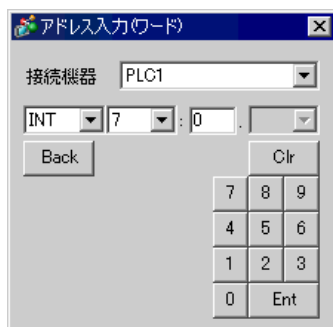 アドレス入力(ワード)
接続機器 PLC1
INT 7 : 0 .
Back Clr
7 8 9
4 5 6
1 2 3
0 Ent